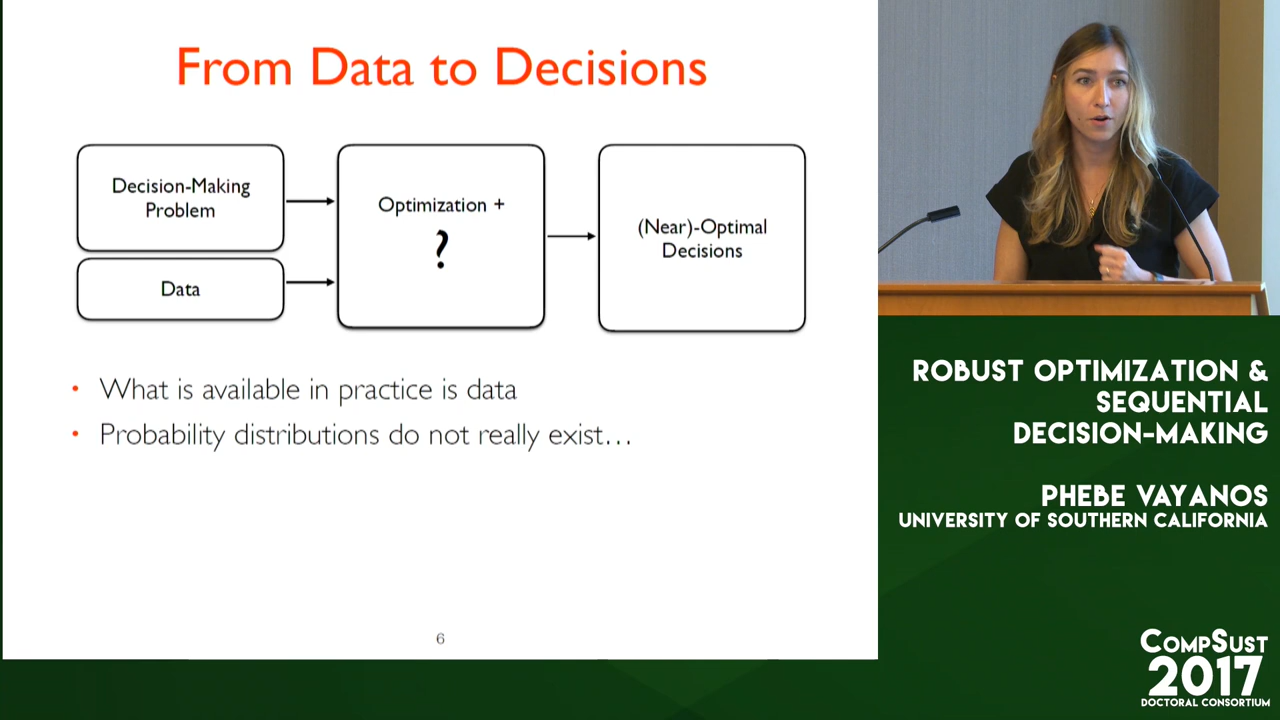 From Data to Decisions
Decision-Making
Problem
Data
Optimization +
?
(Near)-Optimal
Decisions
• What is available in practice is data
• Probability distributions do not really exist…
6
ROBUST OPTIMIZATION &
SEQUENTIAL
DECISION-MAKING
PHEBE VAYANOS
UNIVERSITY OF SOUTHERN CALIFORNIA
COMPSUST
2017
DOCTORAL CONSORTIUM